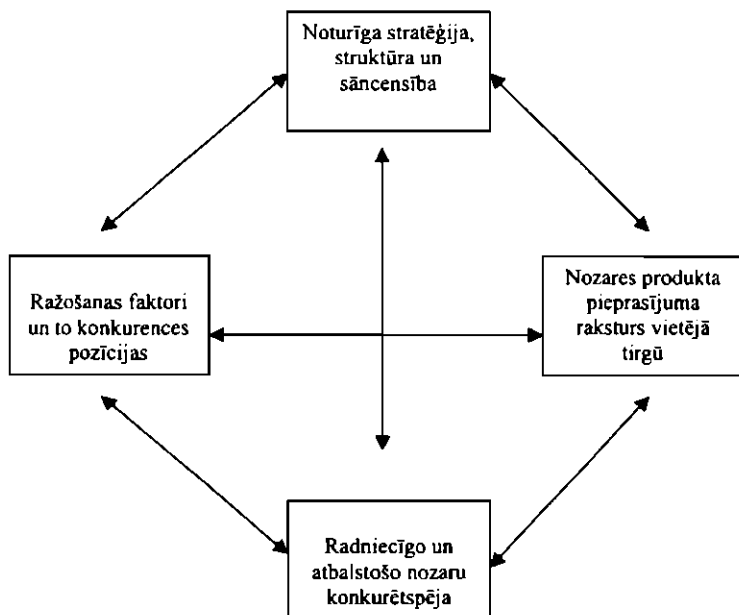 Noturīga stratēģija,
struktūra un
sāncensība
Ražošanas faktori
un to konkurences
pozīcijas
Nozares produkta
pieprasījuma
raksturs vietējā
tirgū
Radniecīgo un
atbalstošo nozaru
konkurētspēja